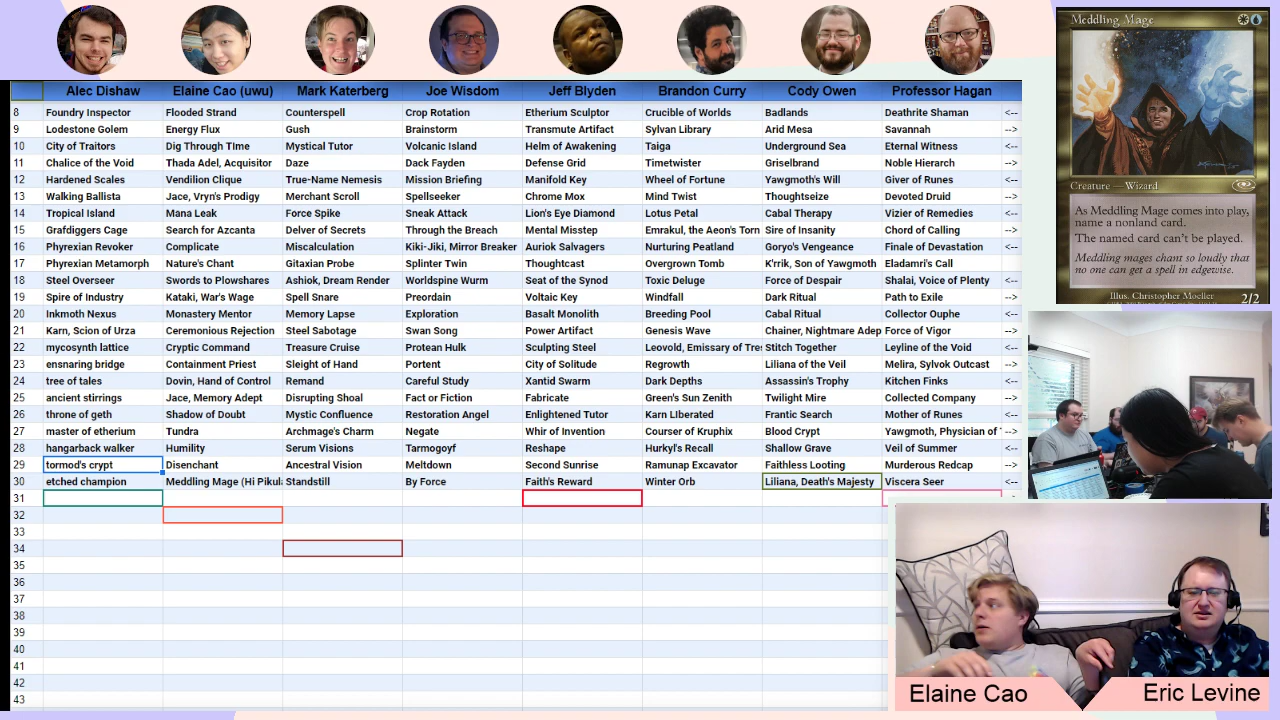 Alec Dishaw Elaine Cao (uwu) Mark Katerberg Joe Wisdom Jeff Blyden Brandon Curry Cody Owen Professor Hagan
8 Foundry Inspector Flooded Strand Counterspell Crop Rotation Etherium Sculptor Crucible of Worlds Badlands Deathrite Shaman <--
9 Lodestone Golem Energy Flux Gush Brainstorm Transmute Artifact Sylvan Library Arid Mesa Savannah -->
10 City of Traitors Dig Through TIme Mystical Tutor Volcanic Island Helm of Awakening Taiga Underground Sea Eternal Witness <--
11 Chalice of the Void Thada Adel, Acquisitor Daze Dack Fayden Defense Grid Timetwister Griselbrand Noble Hierarch -->
12 Hardened Scales Vendilion Clique True-Name Nemesis Mission Briefing Manifold Key Wheel of Fortune Yawgmoth's Will Giver of Runes <--
13 Walking Ballista Jace, Vryn's Prodigy Merchant Scroll Spellseeker Chrome Mox Mind Twist Thoughtseize Devoted Druid -->
14 Tropical Island Mana Leak Force Spike Sneak Attack Lion's Eye Diamond Lotus Petal Cabal Therapy Vizier of Remedies <--
15 Grafdiggers Cage Search for Azcanta Delver of Secrets Through the Breach Mental Misstep Emrakul, the Aeon's Torn Sire of Insanity Chord of Calling -->
16 Phyrexian Revoker Complicate Miscalculation Kiki-Jiki, Mirror Breaker Auriok Salvagers Nurturing Peatland Goryo's Vengeance Finale of Devastation <--
17 Phyrexian Metamorph Nature's Chant Gitaxian Probe Splinter Twin Thoughtcast Overgrown Tomb K'rrik, Son of Yawgmoth Eladamri's Call
18 Steel Overseer Swords to Plowshares Ashiok, Dream Render Worldspine Wurm Seat of the Synod Toxic Deluge Force of Despair Shalai, Voice of Plenty <--
19 Spire of Industry Kataki, War's Wage Spell Snare Preordain Voltaic Key Windfall Dark Ritual Path to Exile -->
20 Inkmoth Nexus Monastery Mentor Memory Lapse Exploration Basalt Monolith Breeding Pool Cabal Ritual Collector Ouphe <--
21 Karn, Scion of Urza Ceremonious Rejection Steel Sabotage Swan Song Power Artifact Genesis Wave Chainer, Nightmare Adep Force of Vigor -->
22 mycosynth lattice Cryptic Command Treasure Cruise Protean Hulk Sculpting Steel Leovold, Emissary of Tres Stitch Together Leyline of the Void <--
23 ensnaring bridge Containment Priest Sleight of Hand Portent City of Solitude Regrowth Liliana of the Veil Melira, Sylvok Outcast -->
24 tree of tales Dovin, Hand of Control Remand Careful Study Xantid Swarm Dark Depths Assassin's Trophy Kitchen Finks <--
25 ancient stirrings Jace, Memory Adept Disrupting Shoal Fact or Fiction Fabricate Green's Sun Zenith Twilight Mire Collected Company -->
26 throne of geth Shadow of Doubt Mystic Confluence Restoration Angel Enlightened Tutor Karn LIberated Frantic Search Mother of Runes <--
27 master of etherium Tundra Archmage's Charm Negate Whir of Invention Courser of Kruphix Blood Crypt Yawgmoth, Physician of -->
28 hangarback walker Humility Serum Visions Tarmogoyf Reshape Hurkyl's Recall Shallow Grave Veil of Summer <--
29 tormod's crypt Disenchant Ancestral Vision Meltdown Second Sunrise Ramunap Excavator Faithless Looting Murderous Redcap -->
30 etched champion Meddling Mage (Hi Pikula Standstill By Force Faith's Reward Winter Orb Liliana, Death's Majesty Viscera Seer <--
31
32
33
34
35
36
37
38
39
40
41
42
43
Meddling Mage
Creature — Wizard
As Meddling Mage comes into play,
name a nonland card.
The named card can't be played.
Meddling mages chant so loudly that
no one can get a spell in edgewise.
Illus. Christopher Moeller
2/2
Elaine Cao
Eric Levine